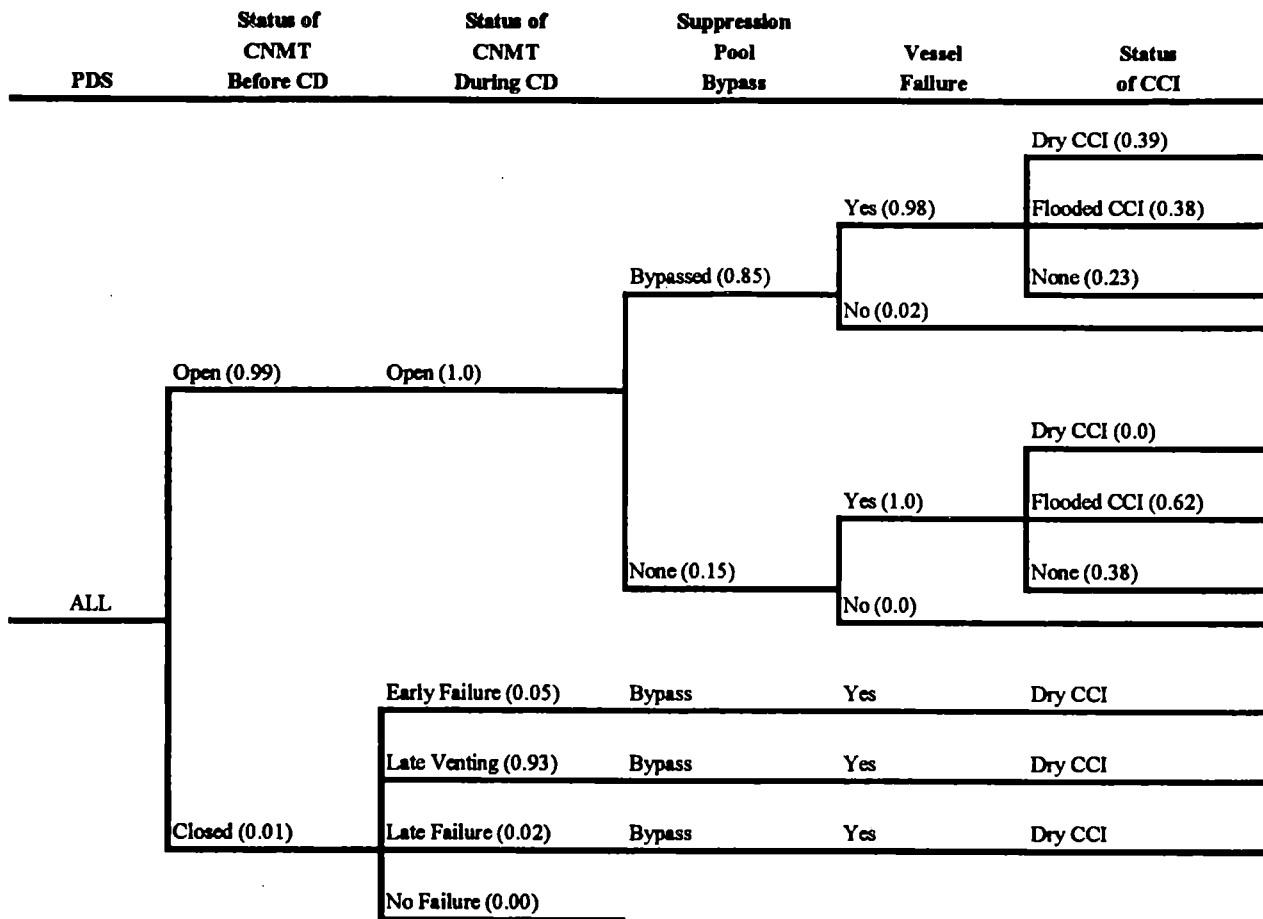 PDS
Status of
CNMT
Before CD
Status of
CNMT
During CD
Suppression
Pool
Bypass
Vessel
Failure
Status
of CCI
Dry CCI (0.39)
Yes (0.98)
Flooded CCI (0.38)
Bypassed (0.85)
None (0.23)
No (0.02)
Open (0.99)
Open (1.0)
Dry CCI (0.0)
Yes (1.0)
Flooded CCI (0.62)
None (0.15)
None (0.38)
ALL
No (0.0)
Early Failure (0.05)
Bypass
Yes
Dry CCI
Late Venting (0.93)
Bypass
Yes
Dry CCI
Closed (0.01)
Late Failure (0.02)
Bypass
Yes
Dry CCI
No Failure (0.00)